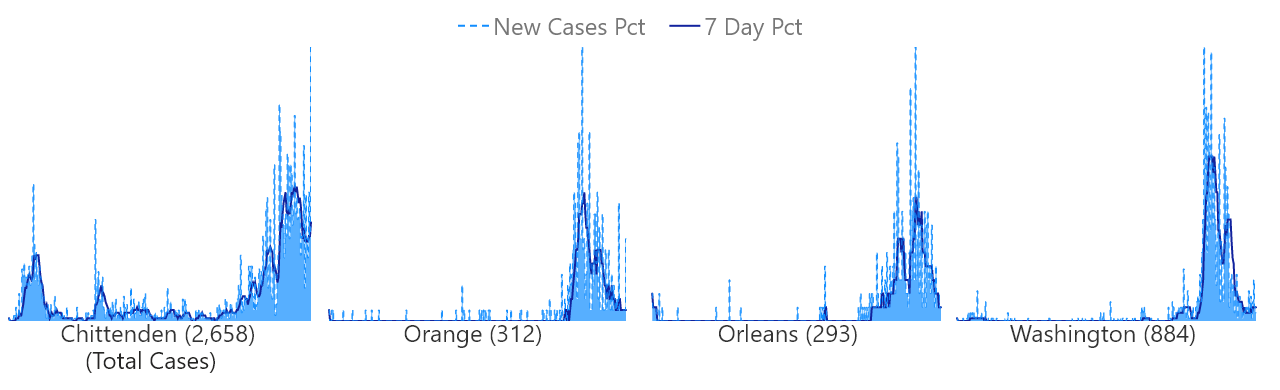 New Cases Pct 7 Day Pct
Chittenden (2,658) Orange (312) Orleans (293) Washington (884)
(Total Cases)